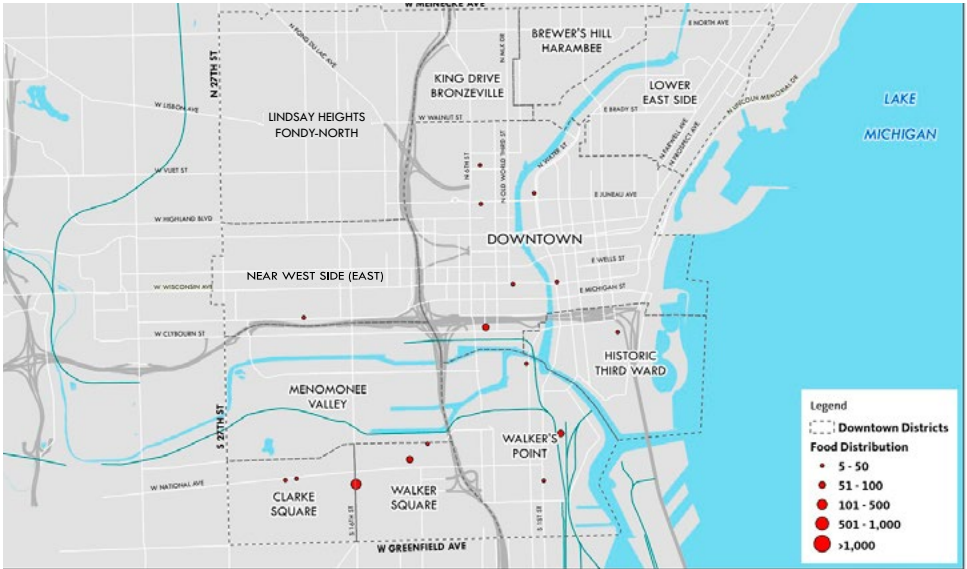 W MEINECKE AVE
E NORTH AVE
BREWER'S HILL
HARAMBEE
N 27TH ST
N FOND DU LAC AVE
N MLK DR
KING DRIVE
BRONZEVILLE
LOWER
EAST SIDE
N LINCOLN MEMORIAL DR
LAKE
MICHIGAN
W LISBON AVE
E BRADY ST
LINDSAY HEIGHTS
FONDY-NORTH
W WALNUT ST
N FARWELL AVE
N PROSPECT AVE
N WATER ST
W VLIET ST
N 6TH ST
N OLD WORLD THIRD ST
E JUNEAU AVE
W HIGHLAND BLVD
DOWNTOWN
E WELLS ST
NEAR WEST SIDE (EAST)
W WISCONSIN AVE
E MICHIGAN ST
W CLYBOURN ST
HISTORIC
THIRD WARD
MENOMONEE
VALLEY
S 27TH ST
WALKER'S
POINT
W NATIONAL AVE
CLARKE
SQUARE
S 16TH ST
WALKER
SQUARE
S 1ST ST
W GREENFIELD AVE
Legend
Downtown Districts
Food Distribution
5 - 50
51 - 100
101 - 500
501 - 1,000
>1,000